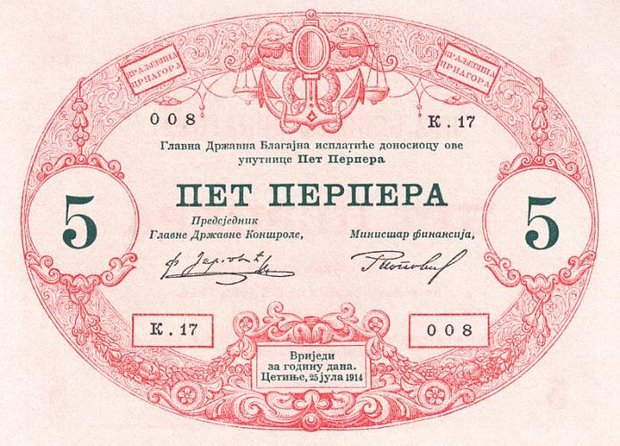 КРАЉЕВИНА
ЦРНАГОРА
КРАЉЕВИНА
ЦРНАГОРА
008
К. 17
Главна Државна Благајна исплатиће доносиоцу ове
упутнице Пет Перпера
ПЕТ ПЕРПЕРА
5
5
Предсједник
Главне Државне Контроле,
Министар финансија,
К. 17
008
Вриједи
за годину дана.
Цетиње, 25 јула 1914